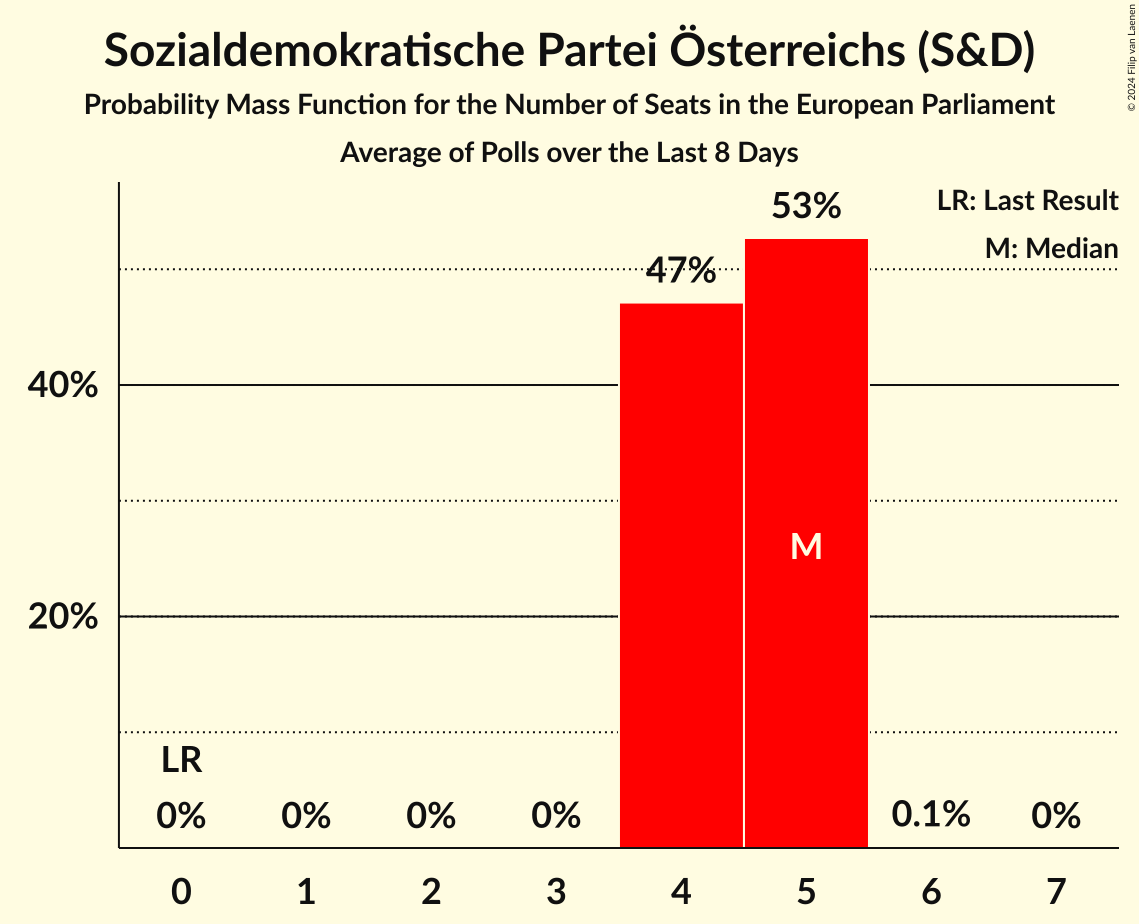 Sozialdemokratische Partei Österreichs (S&D)
Probability Mass Function for the Number of Seats in the European Parliament
Average of Polls over the Last 8 Days
© 2024 Filip van Laenen
LR: Last Result
M: Median
53%
47%
40%
M
20%
LR
0% 0% 0% 0% 0.1% 0%
0 1 2 3 4 5 6 7